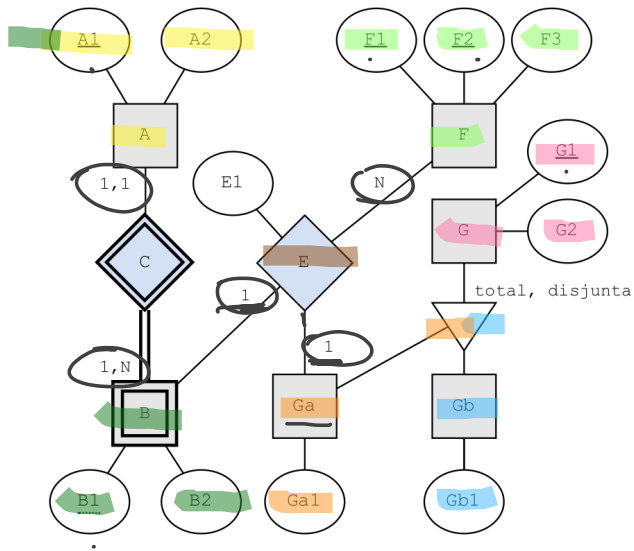 A1 A2 F1 F2 F3
A F
G1
1,1 E1 N
G G2
C E
total, disjunta
1
1
1,N
B Ga Gb
B1 B2 Ga1 Gb1